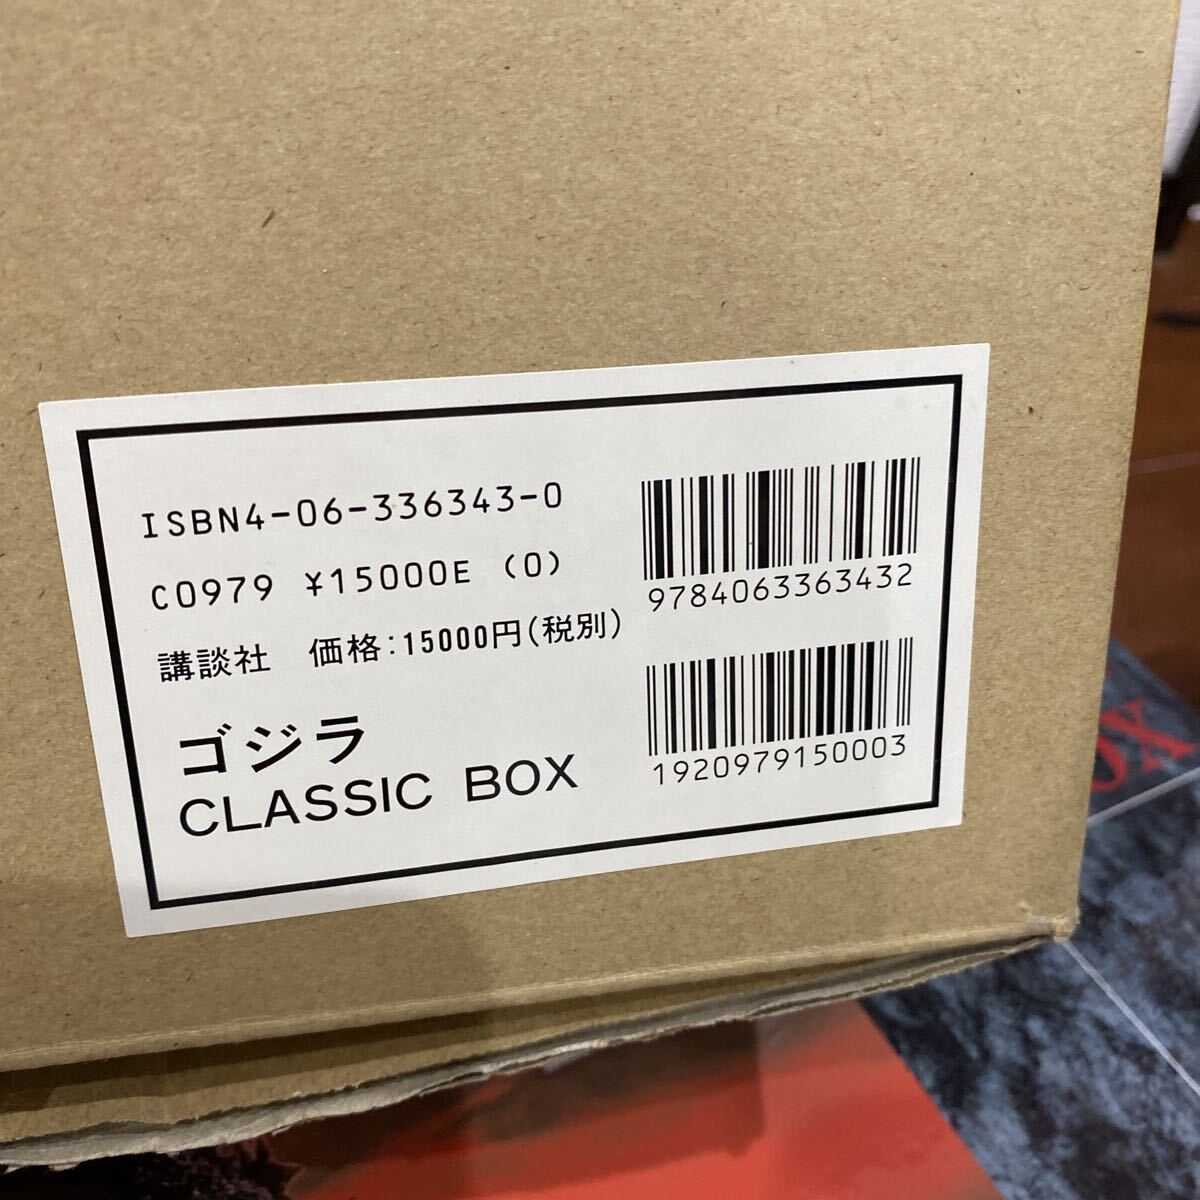 ISBN4-06-336343-0
C0979 ¥15000E (0)
講談社 価格:15000円(税別)
ゴジラ
CLASSIC BOX
9784063363432
1920979150003
OX